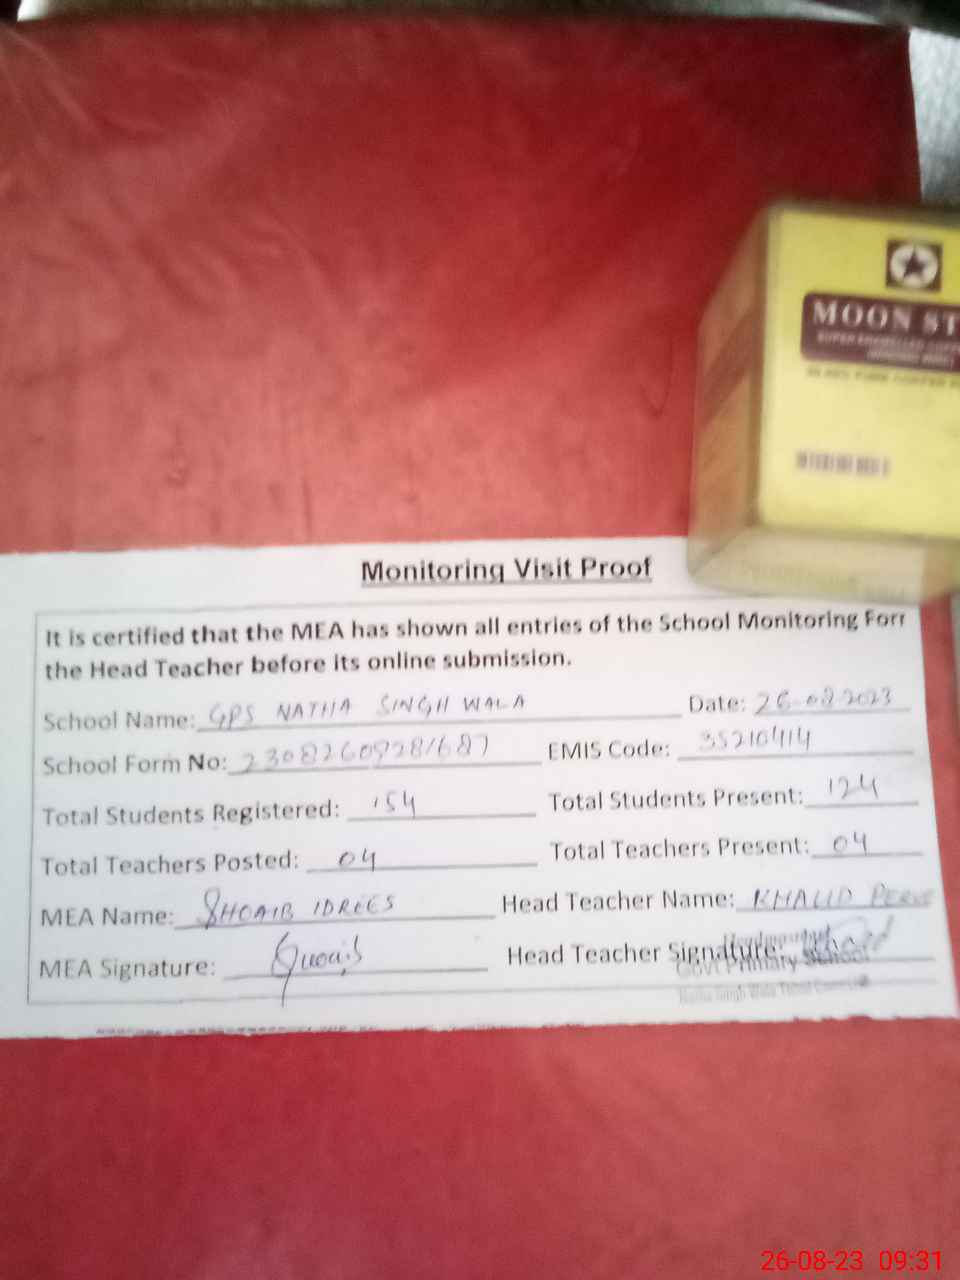 MOON ST
Monitoring Visit Proof
It is certified that the MEA has shown all entries of the School Monitoring Forr
the Head Teacher before its online submission.
School Name: GPS NATHA SINGH WALA Date: 26-08-2023
School Form No: EMIS Code: 35210414
Total Students Registered: 154 Total Students Present: 124
Total Teachers Posted: 04 Total Teachers Present: 04
MEA Name: SHOAIB IDREES Head Teacher Name: KHALID PERVE
MEA Signature: Shoaib Head Teacher Signature:
Govt Primary School
26-08-23 09:31